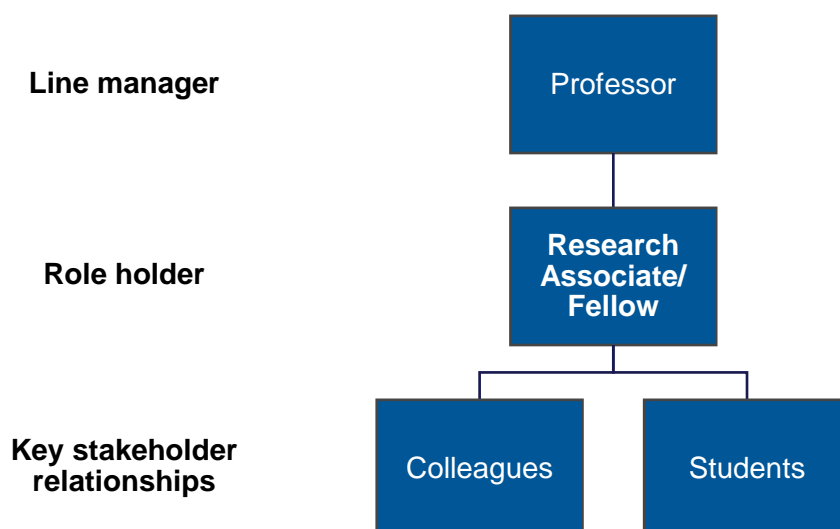 Line manager
Professor
Role holder
Research
Associate/
Fellow
Key stakeholder
relationships
Colleagues
Students